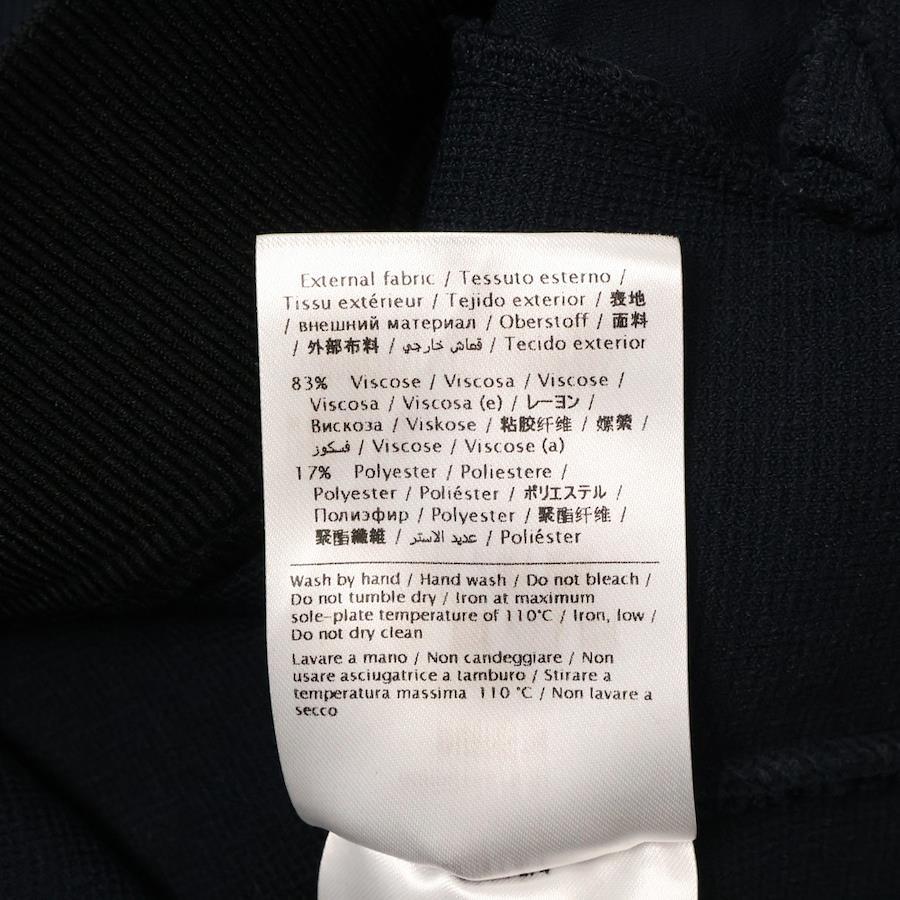 External fabric / Tessuto esterno /
Tissu extérieur / Tejido exterior / 表地
/ внешний материал / Oberstoff / 面料
/ 外部布料 / قماش خارجي / Tecido exterior
83% Viscose / Viscosa / Viscose /
Viscosa / Viscosa (e) / レーヨン /
Вискоза / Viskose / 粘胶纤维 / 嫘縈 /
فسكوز / Viscose / Viscose (a)
17% Polyester / Poliestere /
Polyester / Poliéster / ポリエステル /
Полиэфир / Polyester / 聚酯纤维 /
聚酯纖維 / عديد الاستر / Poliéster
Wash by hand / Hand wash / Do not bleach /
Do not tumble dry / Iron at maximum
sole-plate temperature of 110°C / Iron, low /
Do not dry clean
Lavare a mano / Non candeggiare / Non
usare asciugatrice a tamburo / Stirare a
temperatura massima 110 °C / Non lavare a
secco